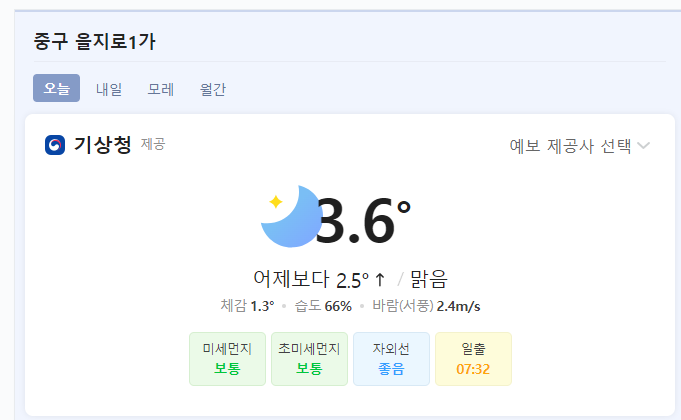 중구 을지로1가
오늘 내일 모레 월간
기상청 제공 예보 제공사 선택
3.6°
어제보다 2.5° ↑ / 맑음
체감 1.3° 습도 66% 바람(서풍) 2.4m/s
미세먼지 초미세먼지 자외선 일출
보통 보통 좋음 07:32